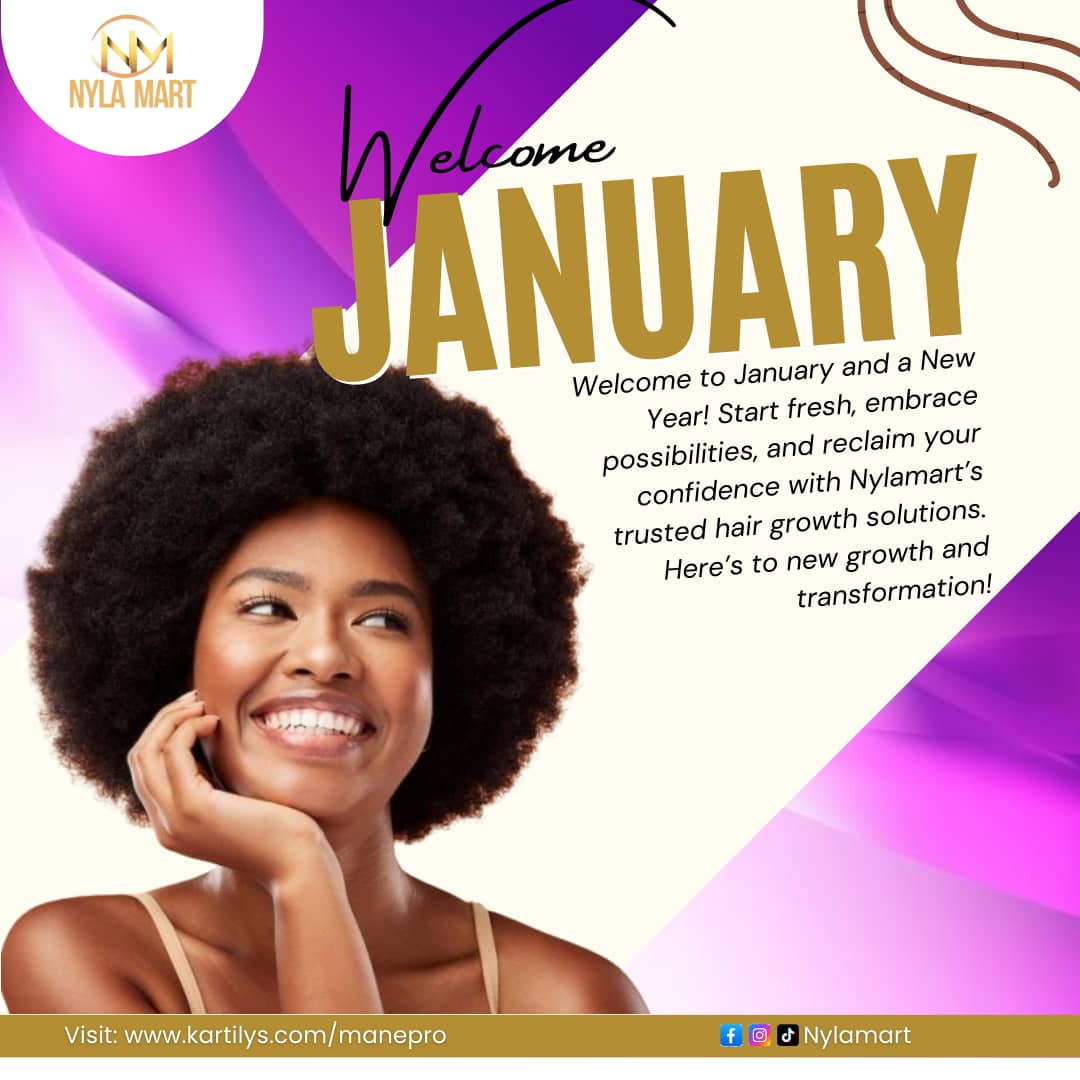 NM
NYLA MART
Welcome
JANUARY
Welcome to January and a New
Year! Start fresh, embrace
possibilities, and reclaim your
confidence with Nylamart’s
trusted hair growth solutions.
Here’s to new growth and
transformation!
Visit: www.kartilys.com/manepro
Nylamart